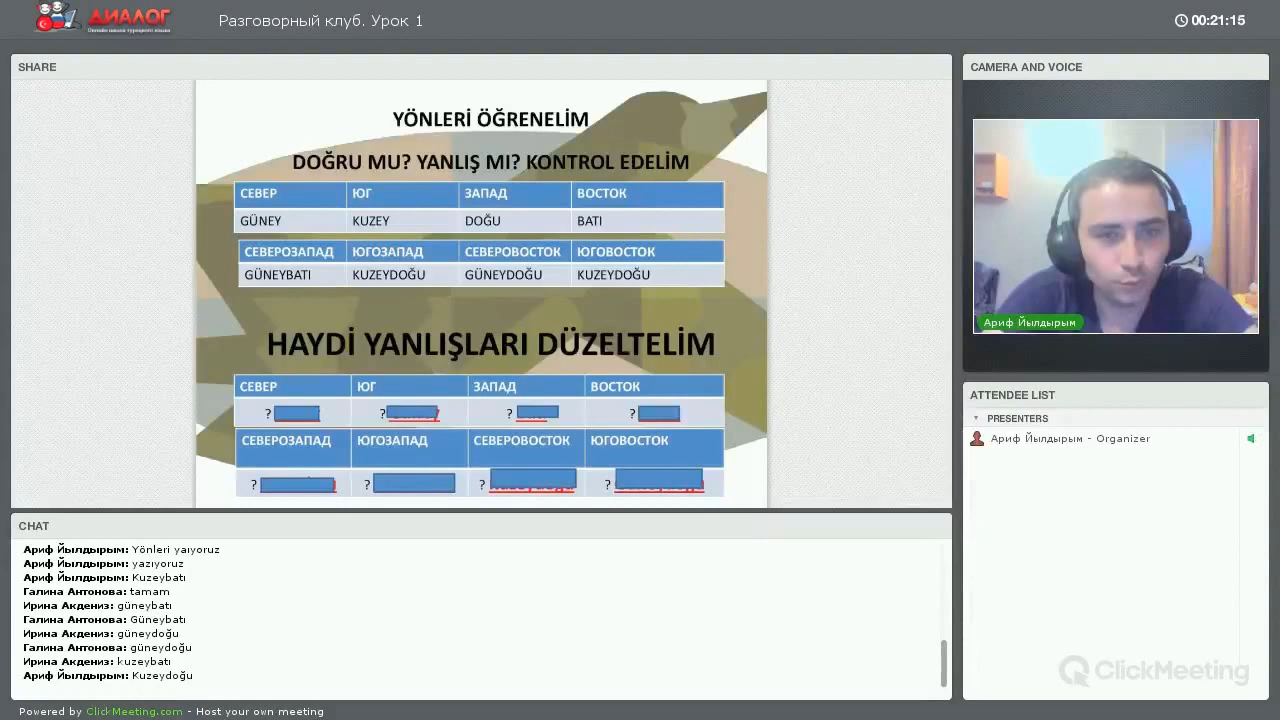 ДИАЛОГ
Онлайн школа турецкого языка
Разговорный клуб. Урок 1
00:21:15
SHARE
YÖNLERİ ÖĞRENELİM
DOĞRU MU? YANLIŞ MI? KONTROL EDELİM
СЕВЕР ЮГ ЗАПАД ВОСТОК
GÜNEY KUZEY DOĞU BATI
СЕВЕРОЗАПАД ЮГОЗАПАД СЕВЕРОВОСТОК ЮГОВОСТОК
GÜNEYBATI KUZEYDOĞU GÜNEYDOĞU KUZEYDOĞU
HAYDİ YANLIŞLARI DÜZELTELİM
СЕВЕР ЮГ ЗАПАД ВОСТОК
? ? ? ?
СЕВЕРОЗАПАД ЮГОЗАПАД СЕВЕРОВОСТОК ЮГОВОСТОК
? ? ? ?
CAMERA AND VOICE
Ариф Йылдырым
ATTENDEE LIST
PRESENTERS
Ариф Йылдырым - Organizer
ClickMeeting
CHAT
Ариф Йылдырым: Yönleri yaıyoruz
Ариф Йылдырым: yazıyoruz
Ариф Йылдырым: Kuzeybatı
Галина Антонова: tamam
Ирина Акдениз: güneybatı
Галина Антонова: Güneybatı
Ирина Акдениз: güneydoğu
Галина Антонова: güneydoğu
Ирина Акдениз: kuzeybatı
Ариф Йылдырым: Kuzeydoğu
Powered by ClickMeeting.com - Host your own meeting